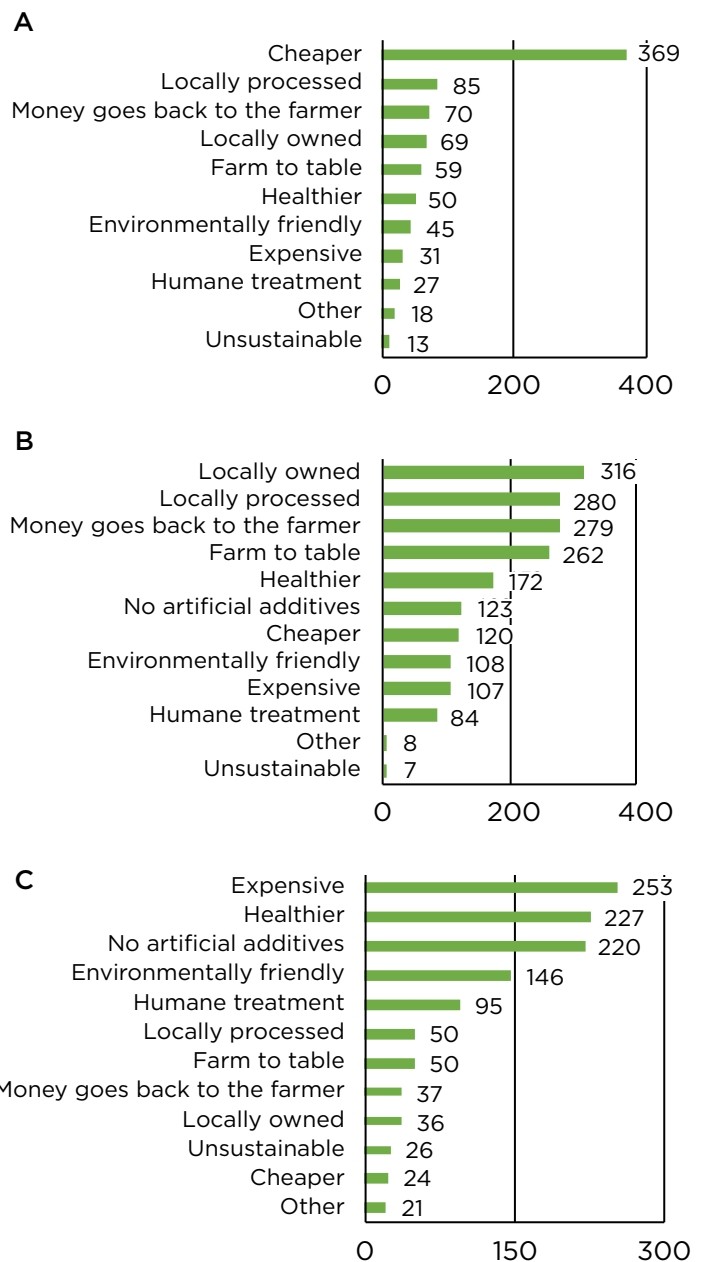 A
Cheaper 369
Locally processed 85
Money goes back to the farmer 70
Locally owned 69
Farm to table 59
Healthier 50
Environmentally friendly 45
Expensive 31
Humane treatment 27
Other 18
Unsustainable 13
0 200 400
B
Locally owned 316
Locally processed 280
Money goes back to the farmer 279
Farm to table 262
Healthier 172
No artificial additives 123
Cheaper 120
Environmentally friendly 108
Expensive 107
Humane treatment 84
Other 8
Unsustainable 7
0 200 400
C
Expensive 253
Healthier 227
No artificial additives 220
Environmentally friendly 146
Humane treatment 95
Locally processed 50
Farm to table 50
Money goes back to the farmer 37
Locally owned 36
Unsustainable 26
Cheaper 24
Other 21
0 150 300